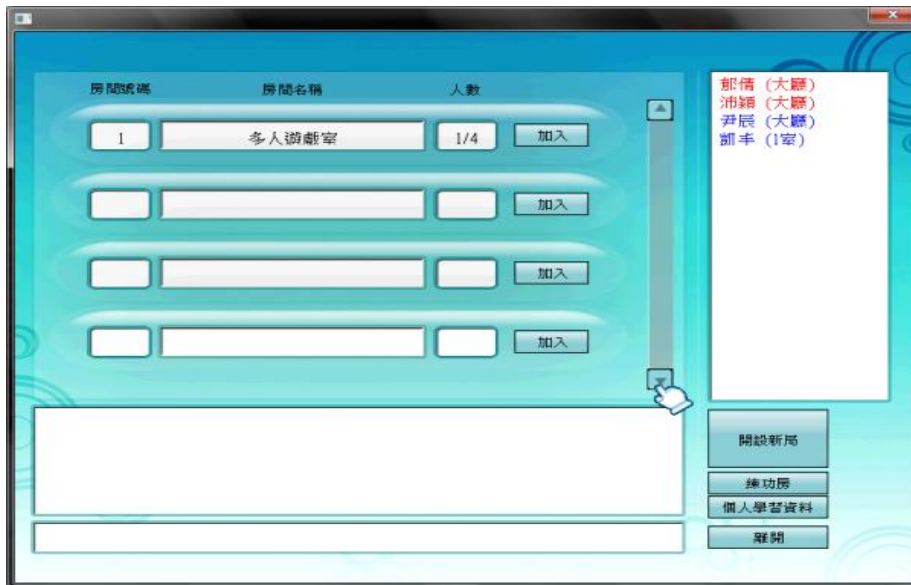 房間號碼 房間名稱 人數
1 多人遊戲室 1/4 加入
加入
加入
加入
郁倩 (大廳)
沛穎 (大廳)
尹辰 (大廳)
凱丰 (1室)
開設新局
練功房
個人學習資料
離開